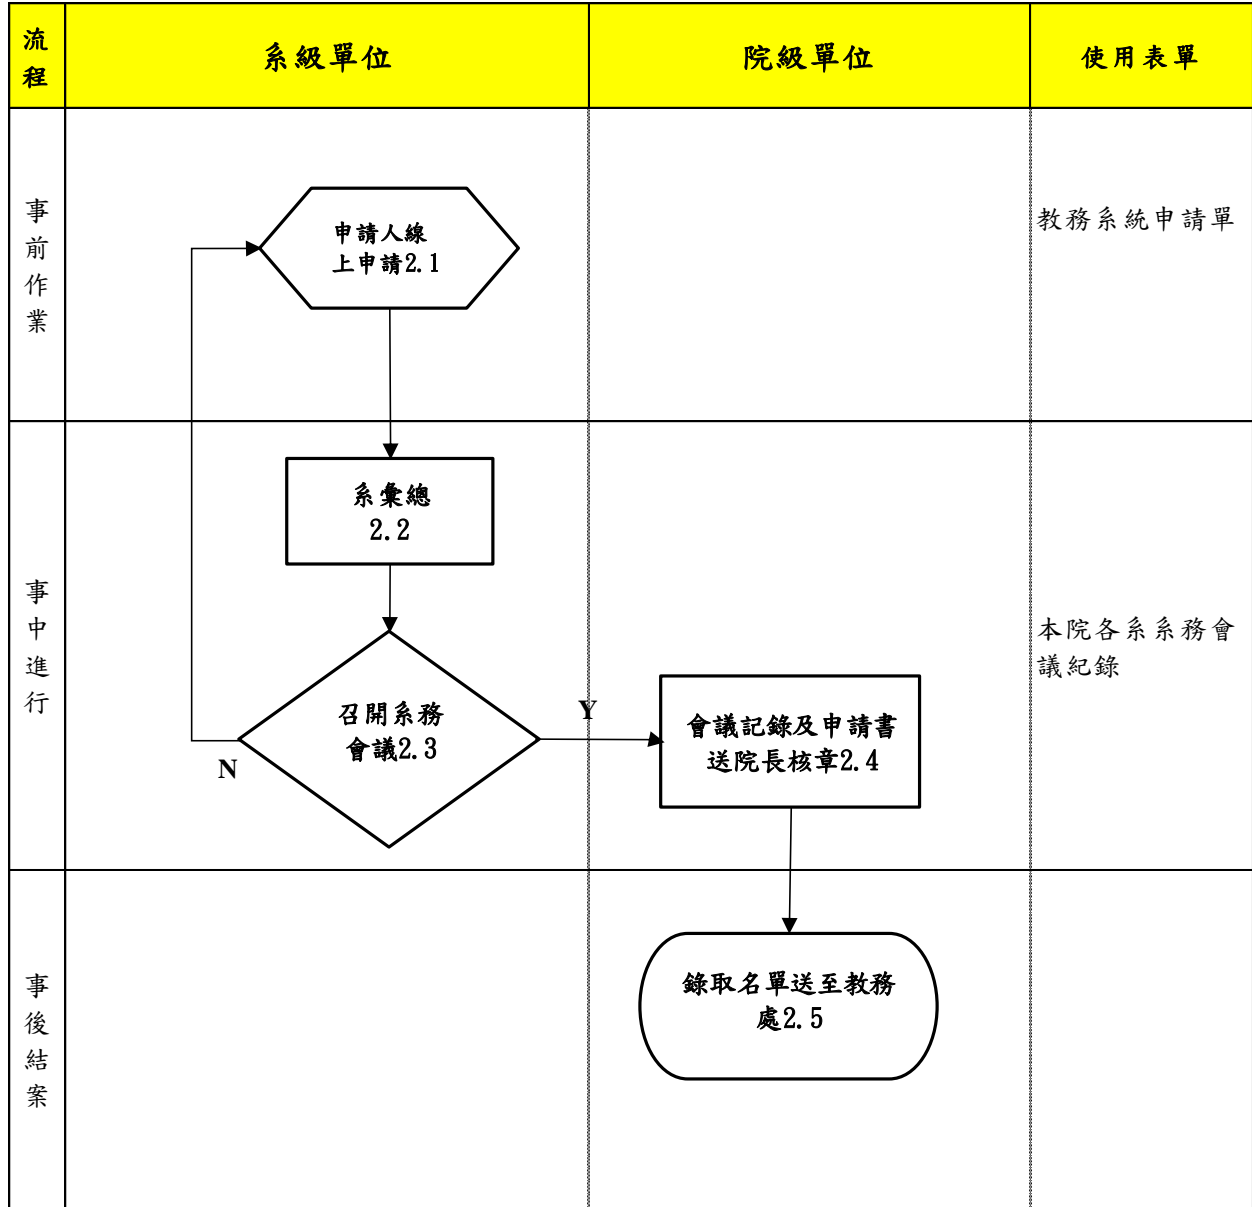 流
程
系級單位
院級單位
使用表單
事
前
作
業
申請人線
上申請2.1
教務系統申請單
事
中
進
行
系彙總
2.2
召開系務
會議2.3
N
Y
會議記錄及申請書
送院長核章2.4
本院各系系務會
議紀錄
事
後
結
案
錄取名單送至教務
處2.5